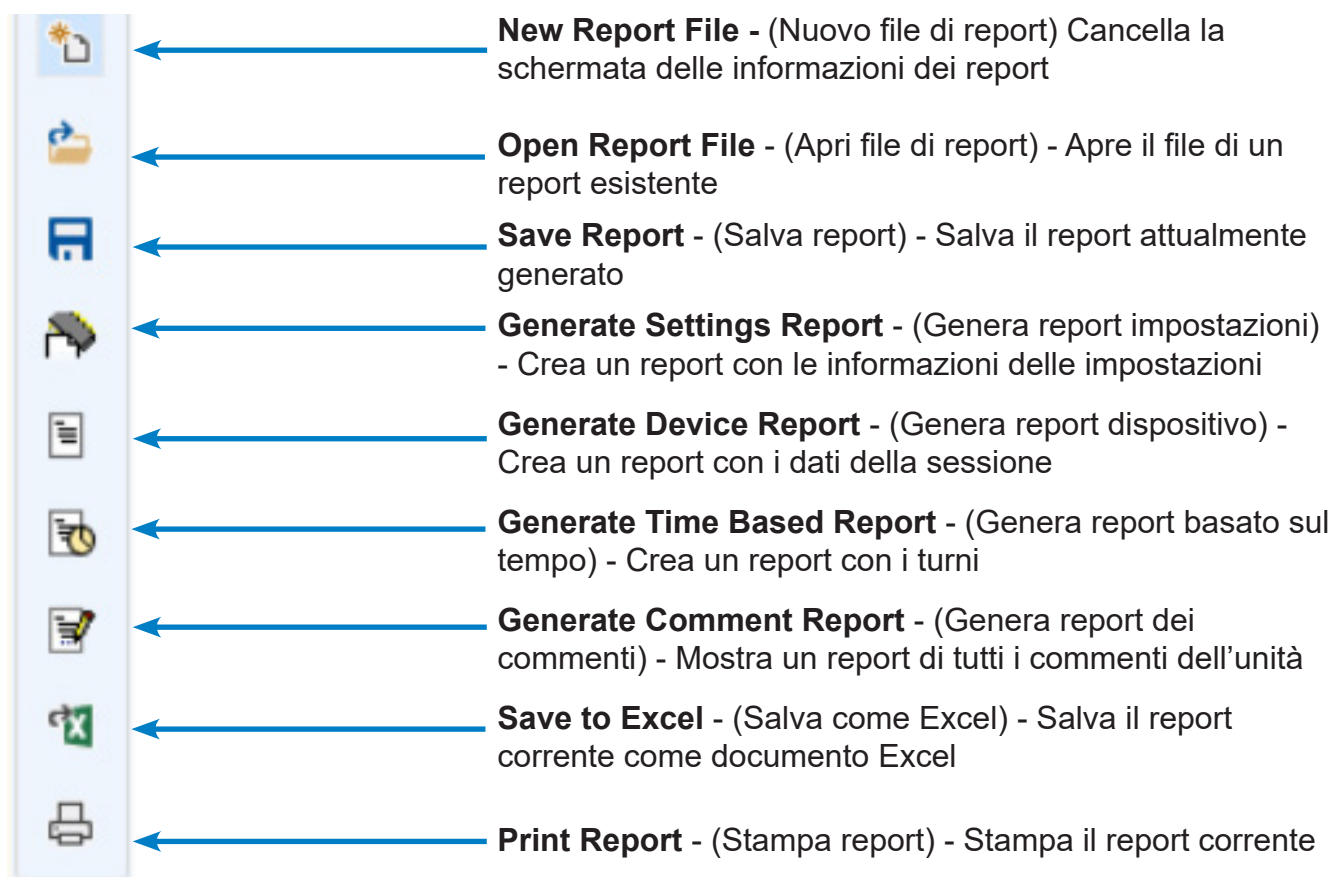 New Report File - (Nuovo file di report) Cancella la
schermata delle informazioni dei report
Open Report File - (Apri file di report) - Apre il file di un
report esistente
Save Report - (Salva report) - Salva il report attualmente
generato
Generate Settings Report - (Genera report impostazioni)
- Crea un report con le informazioni delle impostazioni
Generate Device Report - (Genera report dispositivo) -
Crea un report con i dati della sessione
Generate Time Based Report - (Genera report basato sul
tempo) - Crea un report con i turni
Generate Comment Report - (Genera report dei
commenti) - Mostra un report di tutti i commenti dell’unità
Save to Excel - (Salva come Excel) - Salva il report
corrente come documento Excel
Print Report - (Stampa report) - Stampa il report corrente